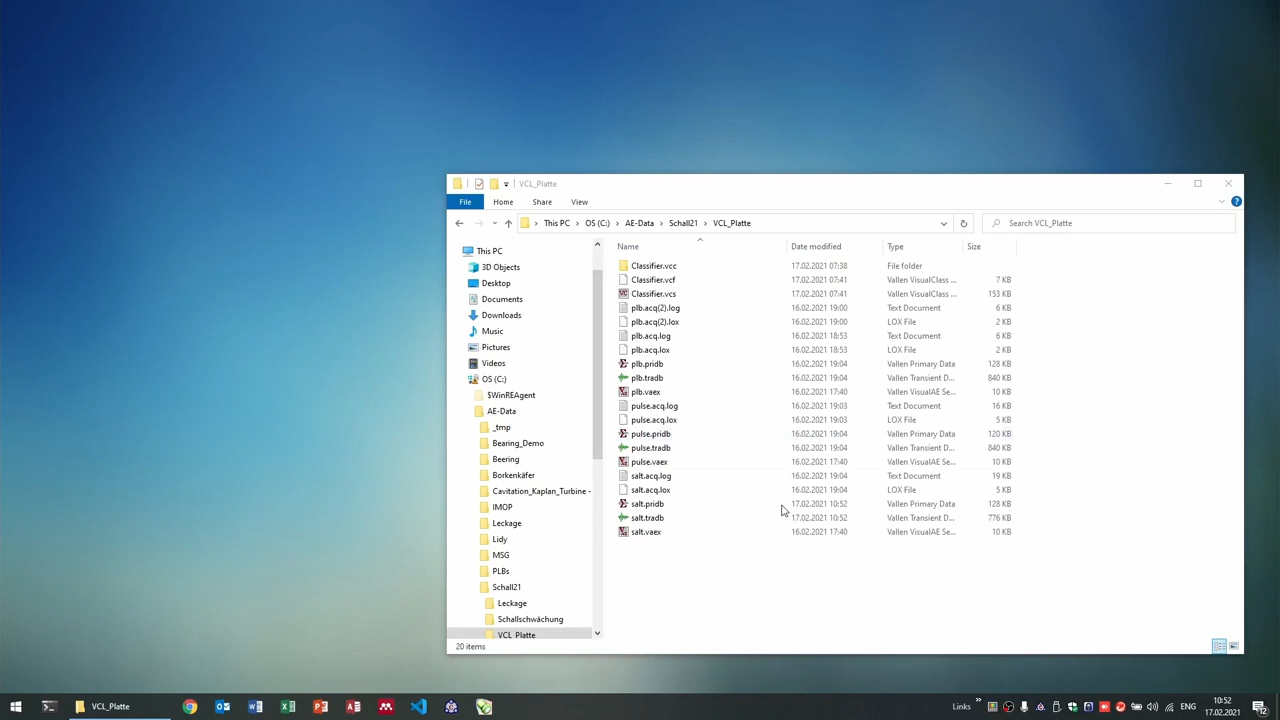 VCL_Platte
File Home Share View
This PC OS (C:) AE-Data Schall21 VCL_Platte Search VCL_Platte
Name Date modified Type Size
This PC
3D Objects
Desktop
Documents
Downloads
Music
Pictures
Videos
OS (C:)
$WinREAgent
AE-Data
_tmp
Bearing_Demo
Beering
Borkenkäfer
Cavitation_Kaplan_Turbine -
IMOP
Leckage
Lidy
MSG
PLBs
Schall21
Leckage
Schallschwächung
VCL_Platte
Classifier.vcc 17.02.2021 07:38 File folder
Classifier.vcf 17.02.2021 07:41 Vallen VisualClass ... 7 KB
Classifier.vcs 17.02.2021 07:41 Vallen VisualClass ... 153 KB
plb.acq(2).log 16.02.2021 19:00 Text Document 6 KB
plb.acq(2).lox 16.02.2021 19:00 LOX File 2 KB
plb.acq.log 16.02.2021 18:53 Text Document 6 KB
plb.acq.lox 16.02.2021 18:53 LOX File 2 KB
plb.pridb 16.02.2021 19:04 Vallen Primary Data 128 KB
plb.tradb 16.02.2021 19:04 Vallen Transient D... 840 KB
plb.vaex 16.02.2021 17:40 Vallen VisualAE Se... 10 KB
pulse.acq.log 16.02.2021 19:03 Text Document 16 KB
pulse.acq.lox 16.02.2021 19:03 LOX File 5 KB
pulse.pridb 16.02.2021 19:04 Vallen Primary Data 120 KB
pulse.tradb 16.02.2021 19:04 Vallen Transient D... 840 KB
pulse.vaex 16.02.2021 17:40 Vallen VisualAE Se... 10 KB
salt.acq.log 16.02.2021 19:04 Text Document 19 KB
salt.acq.lox 16.02.2021 19:04 LOX File 5 KB
salt.pridb 17.02.2021 10:52 Vallen Primary Data 128 KB
salt.tradb 17.02.2021 10:52 Vallen Transient D... 776 KB
salt.vaex 16.02.2021 17:40 Vallen VisualAE Se... 10 KB
20 items
VCL_Platte
Links
ENG
10:52
17.02.2021